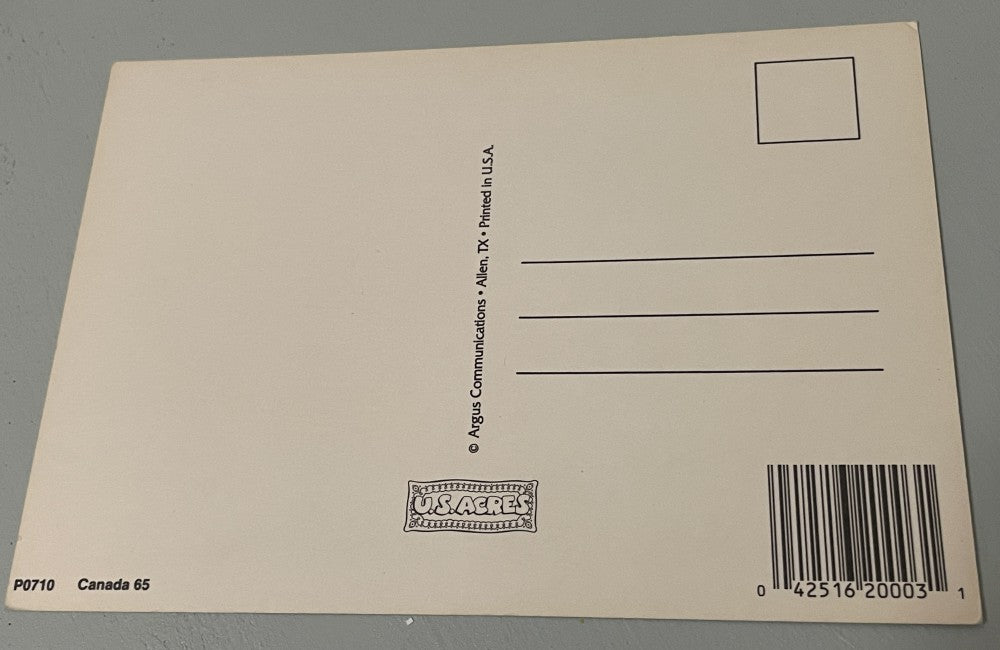 © Argus Communications • Allen, TX • Printed in U.S.A.
U.S. ACRES
P0710 Canada 65
0 42516 20003 1